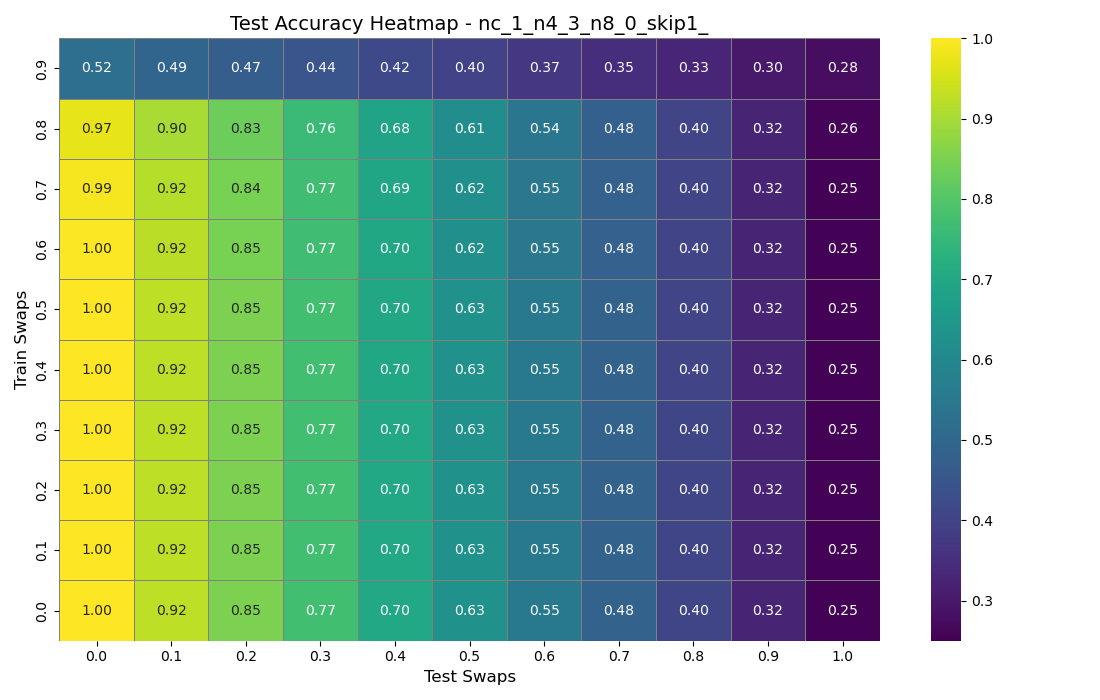 Test Accuracy Heatmap - nc_1_n4_3_n8_0_skip1_
Train Swaps
0.9 0.52 0.49 0.47 0.44 0.42 0.40 0.37 0.35 0.33 0.30 0.28
0.8 0.97 0.90 0.83 0.76 0.68 0.61 0.54 0.48 0.40 0.32 0.26
0.7 0.99 0.92 0.84 0.77 0.69 0.62 0.55 0.48 0.40 0.32 0.25
0.6 1.00 0.92 0.85 0.77 0.70 0.62 0.55 0.48 0.40 0.32 0.25
0.5 1.00 0.92 0.85 0.77 0.70 0.63 0.55 0.48 0.40 0.32 0.25
0.4 1.00 0.92 0.85 0.77 0.70 0.63 0.55 0.48 0.40 0.32 0.25
0.3 1.00 0.92 0.85 0.77 0.70 0.63 0.55 0.48 0.40 0.32 0.25
0.2 1.00 0.92 0.85 0.77 0.70 0.63 0.55 0.48 0.40 0.32 0.25
0.1 1.00 0.92 0.85 0.77 0.70 0.63 0.55 0.48 0.40 0.32 0.25
0.0 1.00 0.92 0.85 0.77 0.70 0.63 0.55 0.48 0.40 0.32 0.25
0.0 0.1 0.2 0.3 0.4 0.5 0.6 0.7 0.8 0.9 1.0
Test Swaps
1.0
0.9
0.8
0.7
0.6
0.5
0.4
0.3